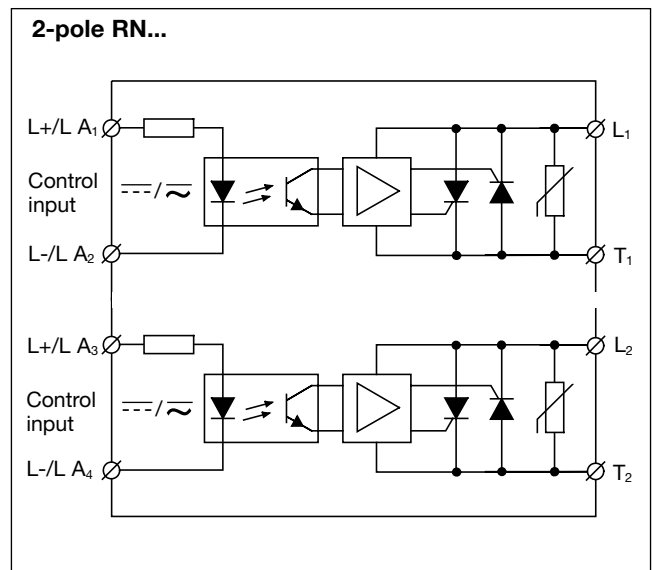 2-pole RN...
L+/L A₁
L₁
Control
input
L-/L A₂
T₁
L+/L A₃
L₂
Control
input
L-/L A₄
T₂